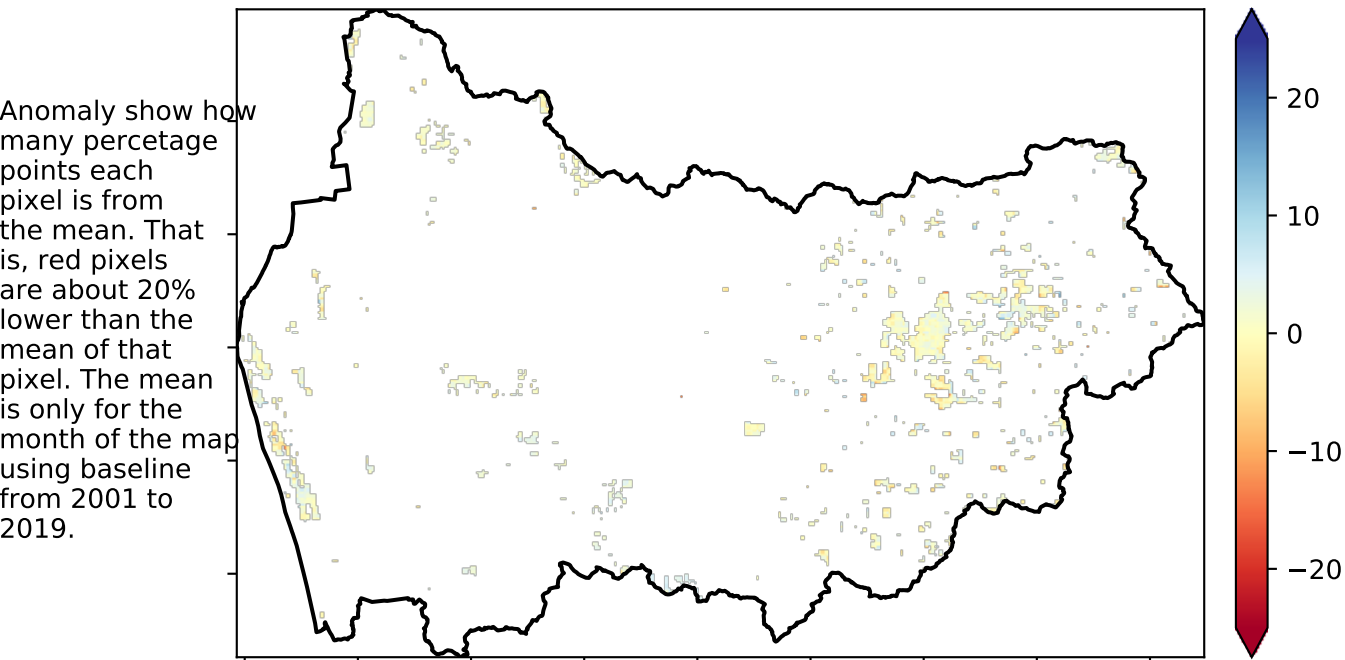 Anomaly show how
many percetage
points each
pixel is from
the mean. That
is, red pixels
are about 20%
lower than the
mean of that
pixel. The mean
is only for the
month of the map
using baseline
from 2001 to
2019.
20
10
0
−10
−20